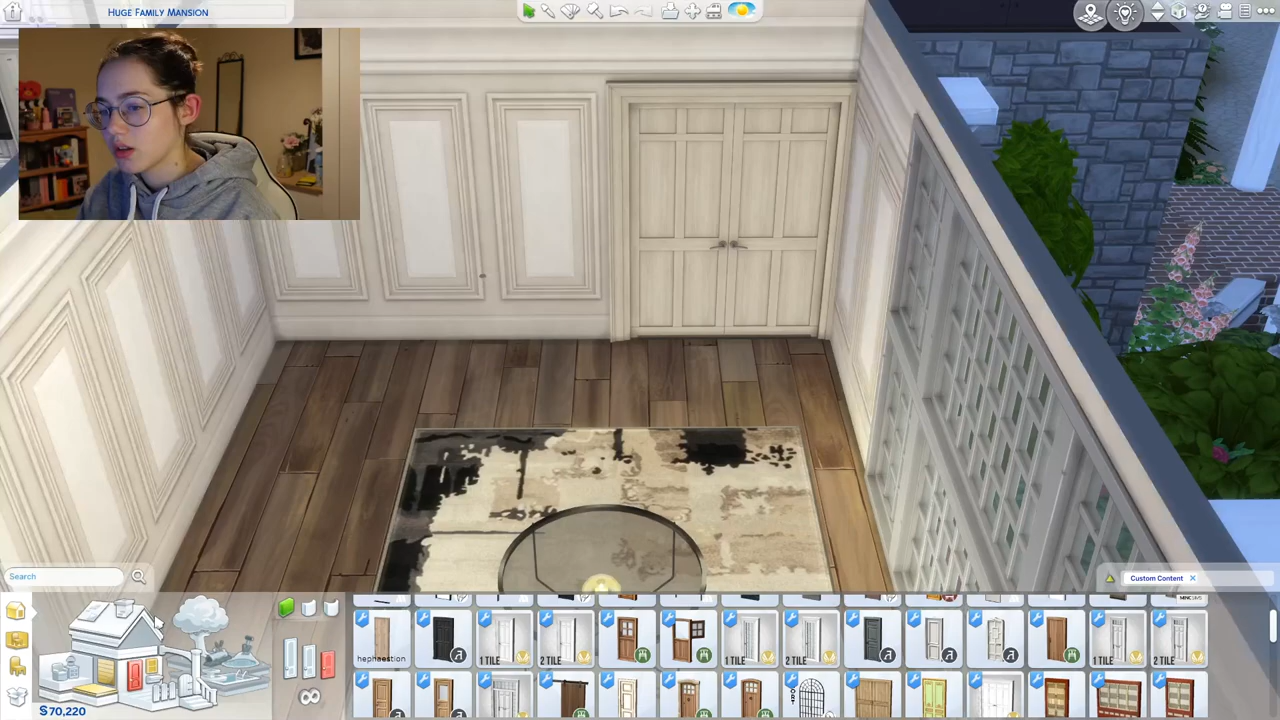 HUGE FAMILY MANSION
Search
Custom Content
hephaestion
1 TILE
2 TILE
1 TILE
2 TILE
1 TILE
2 TILE
$70,220